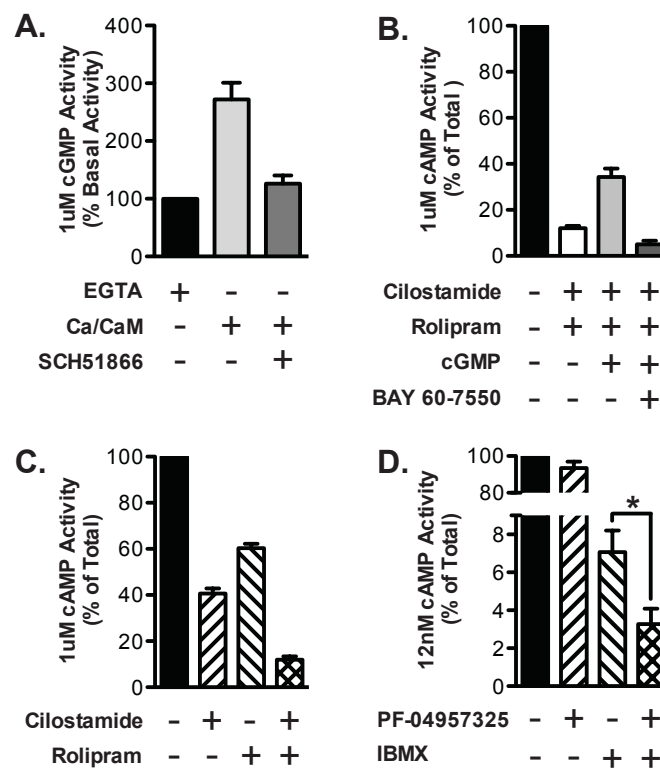 A.
1uM cGMP Activity
(% Basal Activity)
400
300
200
100
0
EGTA + - -
Ca/CaM - + +
SCH51866 - - +
B.
1uM cAMP Activity
(% of Total )
100
80
60
40
20
0
Cilostamide - + + +
Rolipram - + + +
cGMP - - + +
BAY 60-7550 - - - +
C.
1uM cAMP Activity
(% of Total)
100
80
60
40
20
0
Cilostamide - + - +
Rolipram - - + +
D.
12nM cAMP Activity
(% of Total)
100
80
8
6
4
2
0
*
PF-04957325 - + - +
IBMX - - + +